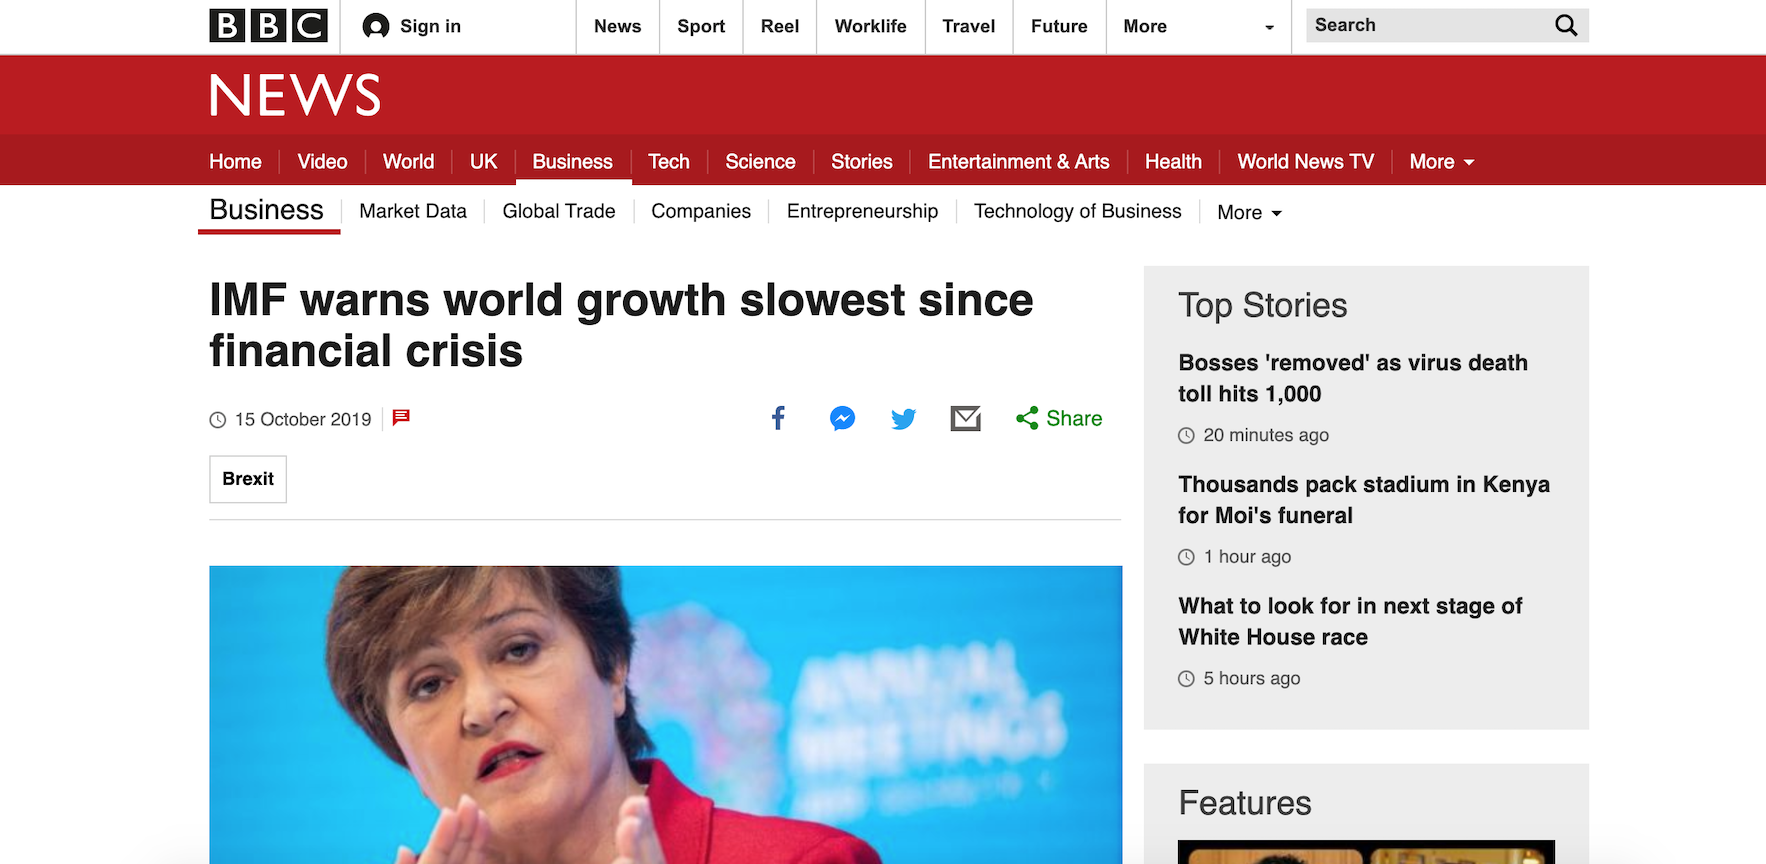 BBC
Sign in
News
Sport
Reel
Worklife
Travel
Future
More
Search
NEWS
Home
Video
World
UK
Business
Tech
Science
Stories
Entertainment & Arts
Health
World News TV
More
Business
Market Data
Global Trade
Companies
Entrepreneurship
Technology of Business
More
IMF warns world growth slowest since
financial crisis
15 October 2019
Share
Brexit
ANNUAL
MEETINGS
Top Stories
Bosses 'removed' as virus death
toll hits 1,000
20 minutes ago
Thousands pack stadium in Kenya
for Moi's funeral
1 hour ago
What to look for in next stage of
White House race
5 hours ago
Features